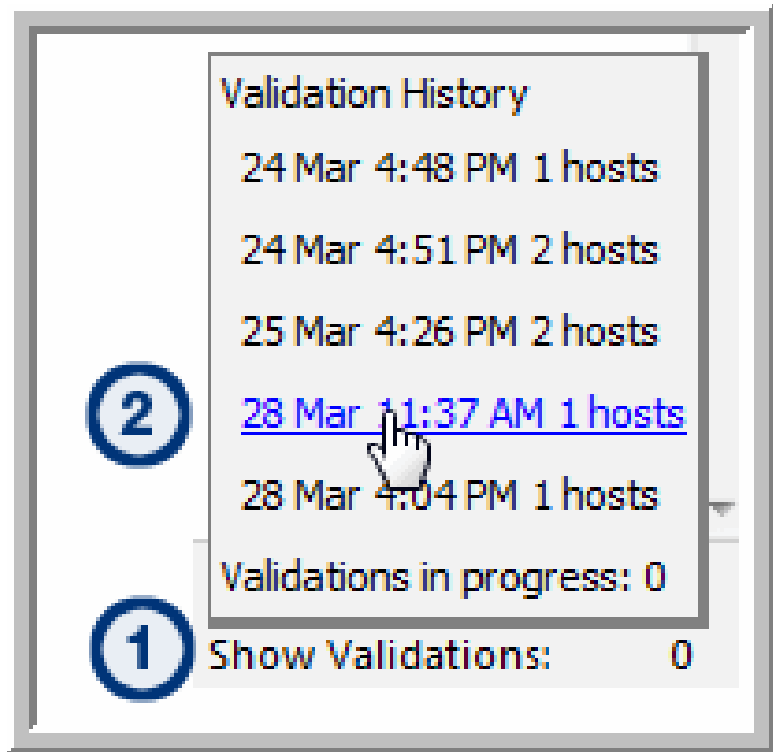 Validation History
24 Mar 4:48 PM 1 hosts
24 Mar 4:51 PM 2 hosts
25 Mar 4:26 PM 2 hosts
2
28 Mar 11:37 AM 1 hosts
28 Mar 4:04 PM 1 hosts
Validations in progress: 0
1
Show Validations: 0